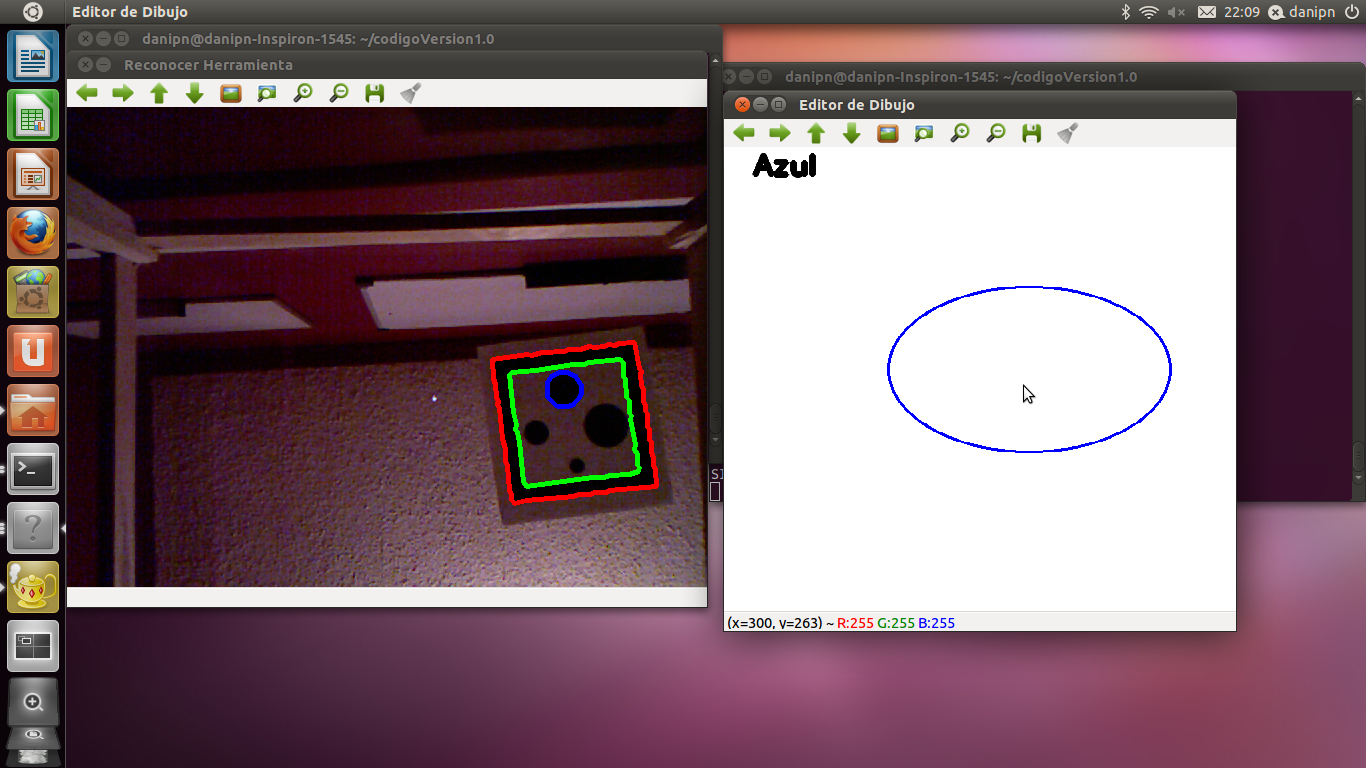 Editor de Dibujo
22:09
danipn
danipn@danipn-Inspiron-1545: ~/codigoVersion1.0
Reconocer Herramienta
danipn@danipn-Inspiron-1545: ~/codigoVersion1.0
Editor de Dibujo
Azul
(x=300, y=263) ~ R:255 G:255 B:255